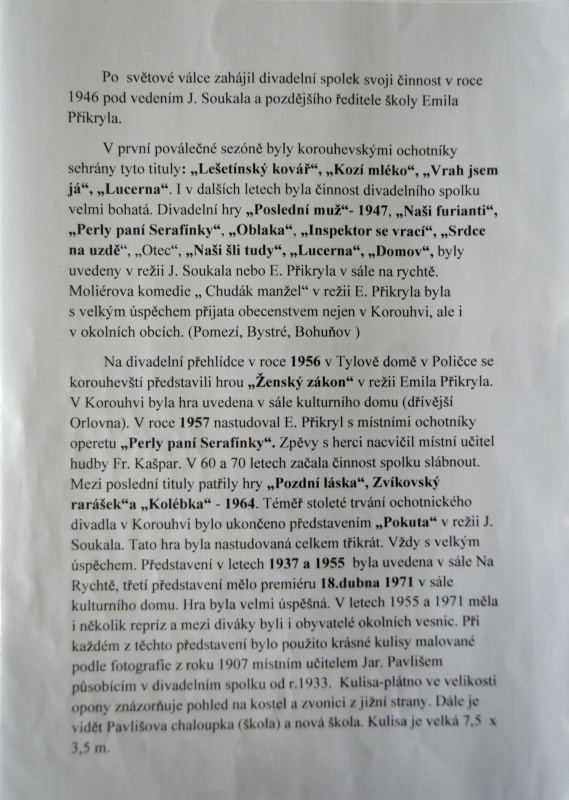 Po světové válce zahájil divadelní spolek svoji činnost v roce
1946 pod vedením J. Soukala a pozdějšího ředitele školy Emila
Přikryla.
V první poválečné sezóně byly korouhevskými ochotníky
sehrány tyto tituly: „Lešetínský kovář“, „Kozí mléko“, „Vrah jsem
já“, „Lucerna“. I v dalších letech byla činnost divadelního spolku
velmi bohatá. Divadelní hry „Poslední muž“- 1947, „Naši furianti“,
„Perly paní Serafínky“, „Oblaka“, „Inspektor se vrací“, „Srdce
na uzdě“, „Otec“, „Naši šli tudy“, „Lucerna“, „Domov“, byly
uvedeny v režii J. Soukala nebo E. Přikryla v sále na rychtě.
Moliérova komedie „ Chudák manžel“ v režii E. Přikryla byla
s velkým úspěchem přijata obecenstvem nejen v Korouhvi, ale i
v okolních obcích. (Pomezí, Bystré, Bohuňov )
Na divadelní přehlídce v roce 1956 v Tylově domě v Poličce se
korouhevští představili hrou „Ženský zákon“ v režii Emila Přikryla.
V Korouhvi byla hra uvedena v sále kulturního domu (dřívější
Orlovna). V roce 1957 nastudoval E. Přikryl s místními ochotníky
operetu „Perly paní Serafínky“. Zpěvy s herci nacvičil místní učitel
hudby Fr. Kašpar. V 60 a 70 letech začala činnost spolku slábnout.
Mezi poslední tituly patřily hry „Pozdní láska“, Zvíkovský
rarášek“a „Kolébka“ - 1964. Téměř stoleté trvání ochotnického
divadla v Korouhvi bylo ukončeno představením „Pokuta“ v režii J.
Soukala. Tato hra byla nastudovaná celkem třikrát. Vždy s velkým
úspěchem. Představení v letech 1937 a 1955 byla uvedena v sále Na
Rychtě, třetí představení mělo premiéru 18.dubna 1971 v sále
kulturního domu. Hra byla velmi úspěšná. V letech 1955 a 1971 měla
i několik repríz a mezi diváky byli i obyvatelé okolních vesnic. Při
každém z těchto představení bylo použito krásné kulisy malované
podle fotografie z roku 1907 místním učitelem Jar. Pavlišem
působícím v divadelním spolku od r.1933. Kulisa-plátno ve velikosti
opony znázorňuje pohled na kostel a zvonici z jižní strany. Dále je
vidět Pavlišova chaloupka (škola) a nová škola. Kulisa je velká 7,5 x
3,5 m.